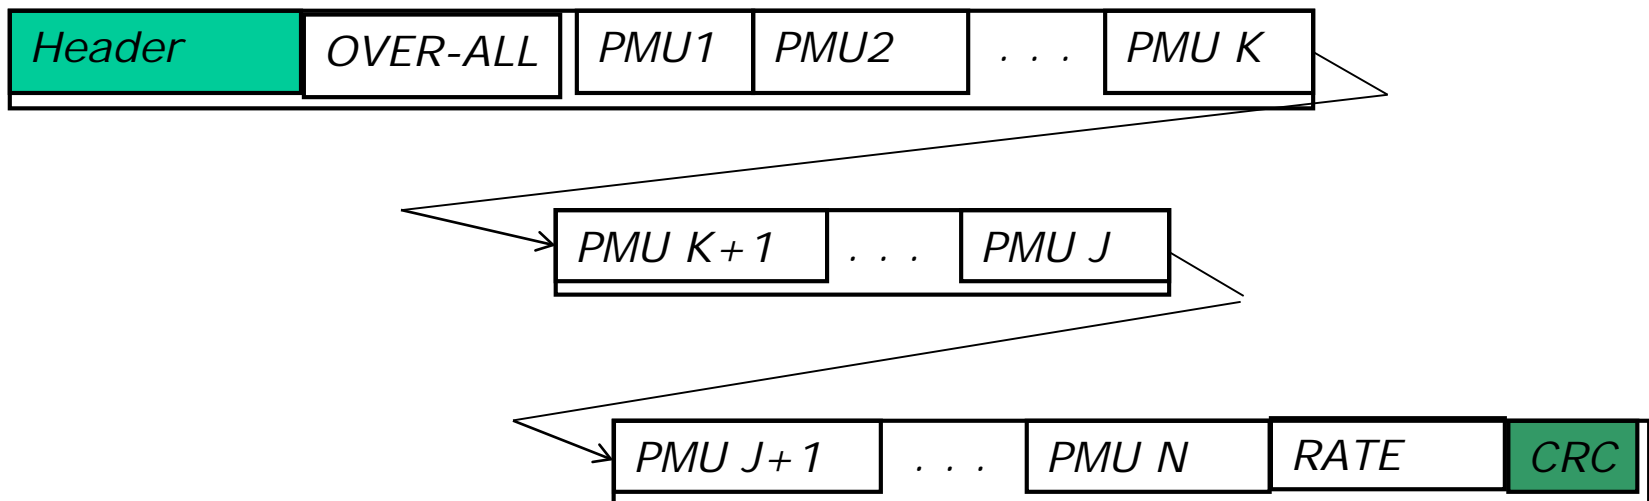 Header OVER-ALL PMU1 PMU2 . . . PMU K
PMU K+1 . . . PMU J
PMU J+1 . . . PMU N RATE CRC